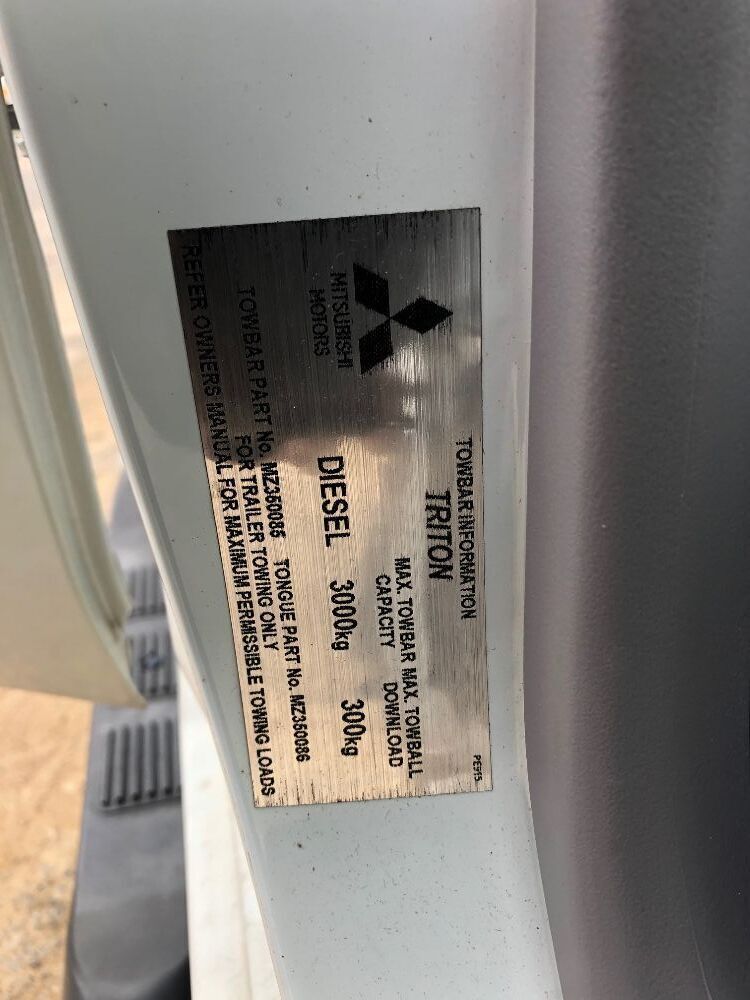 TOWBAR INFORMATION
TRITON
MITSUBISHI
MOTORS
MAX. TOWBAR MAX. TOWBALL
CAPACITY DOWNLOAD
DIESEL 3000kg 300kg
TOWBAR PART No. MZ350085 TONGUE PART No. MZ350086
FOR TRAILER TOWING ONLY
REFER OWNERS MANUAL FOR MAXIMUM PERMISSIBLE TOWING LOADS
PE915